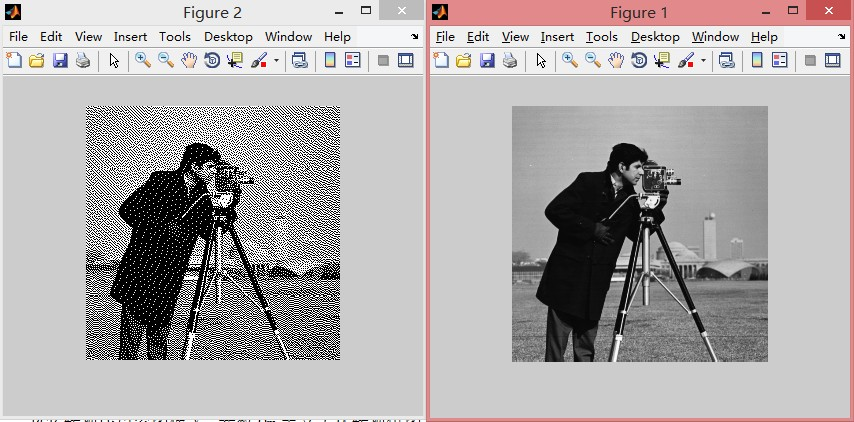 Figure 2
File Edit View Insert Tools Desktop Window Help
Figure 1
File Edit View Insert Tools Desktop Window Help